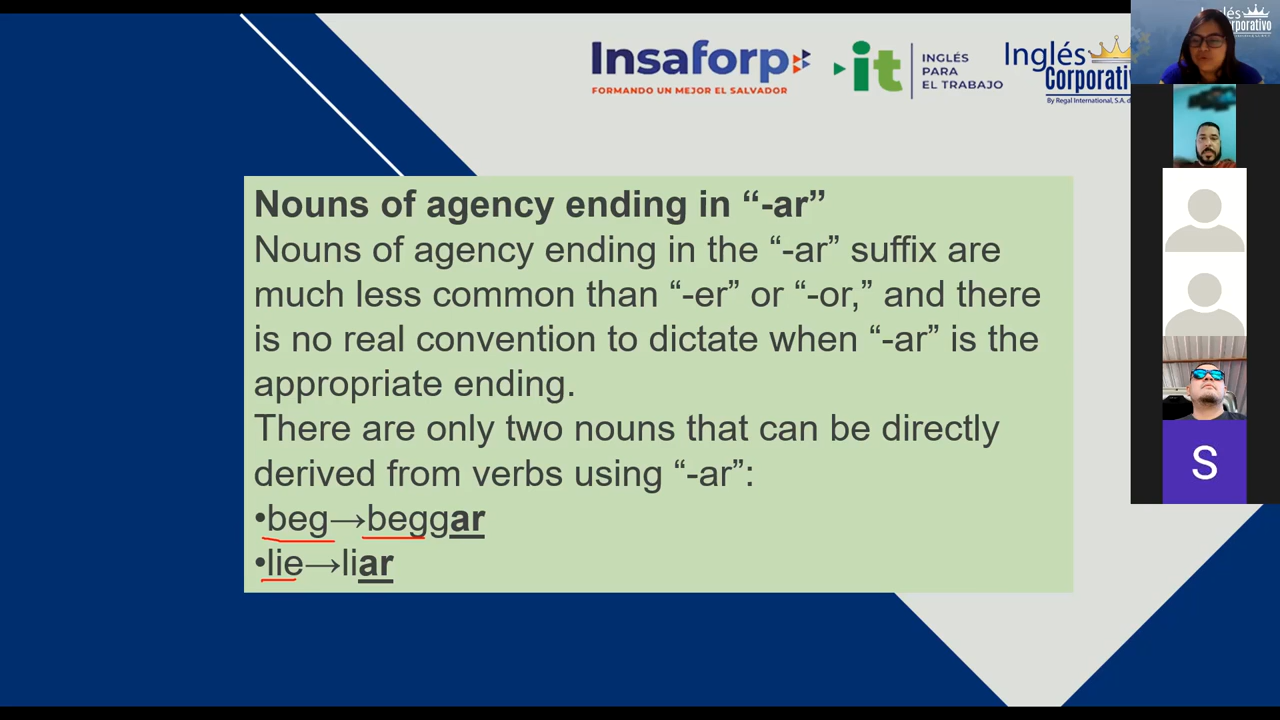 Insaforp
FORMANDO UN MEJOR EL SALVADOR
it
INGLÉS
PARA
EL TRABAJO
Inglés
Corporativ
By Regal International, S.A. d
Nouns of agency ending in “-ar”
Nouns of agency ending in the “-ar” suffix are
much less common than “-er” or “-or,” and there
is no real convention to dictate when “-ar” is the
appropriate ending.
There are only two nouns that can be directly
derived from verbs using “-ar”:
•beg→beggar
•lie→liar
S